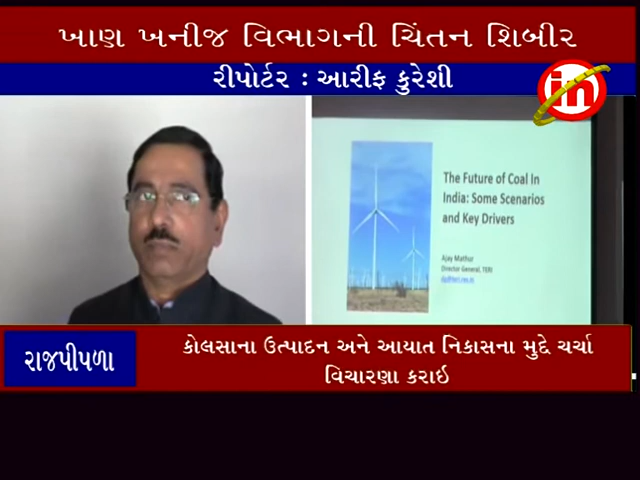 ખાણ ખનીજ વિભાગની ચિંતન શિબીર
રીપોર્ટર : આરીફ કુરેશી
in
The Future of Coal In
India: Some Scenarios
and Key Drivers
Ajay Mathur
Director General, TERI
રાજપીપળા
કોલસાના ઉત્પાદન અને આયાત નિકાસના મુદ્દે ચર્ચા
વિચારણા કરાઇ